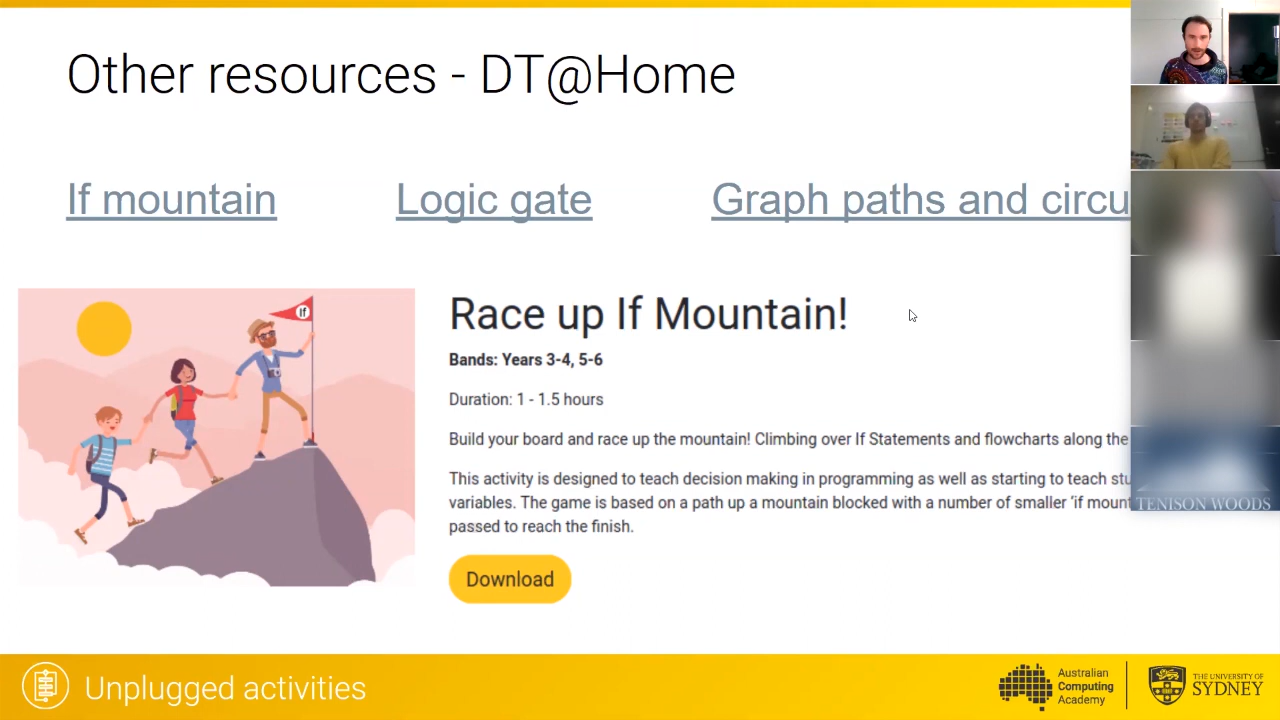 Other resources - DT@Home
If mountain
Logic gate
Graph paths and circu
If
Race up If Mountain!
Bands: Years 3-4, 5-6
Duration: 1 - 1.5 hours
Build your board and race up the mountain! Climbing over If Statements and flowcharts along the
This activity is designed to teach decision making in programming as well as starting to teach stu
variables. The game is based on a path up a mountain blocked with a number of smaller ‘if mount
passed to reach the finish.
Download
TENISON WOODS
Unplugged activities
Australian
Computing
Academy
THE UNIVERSITY OF
SYDNEY